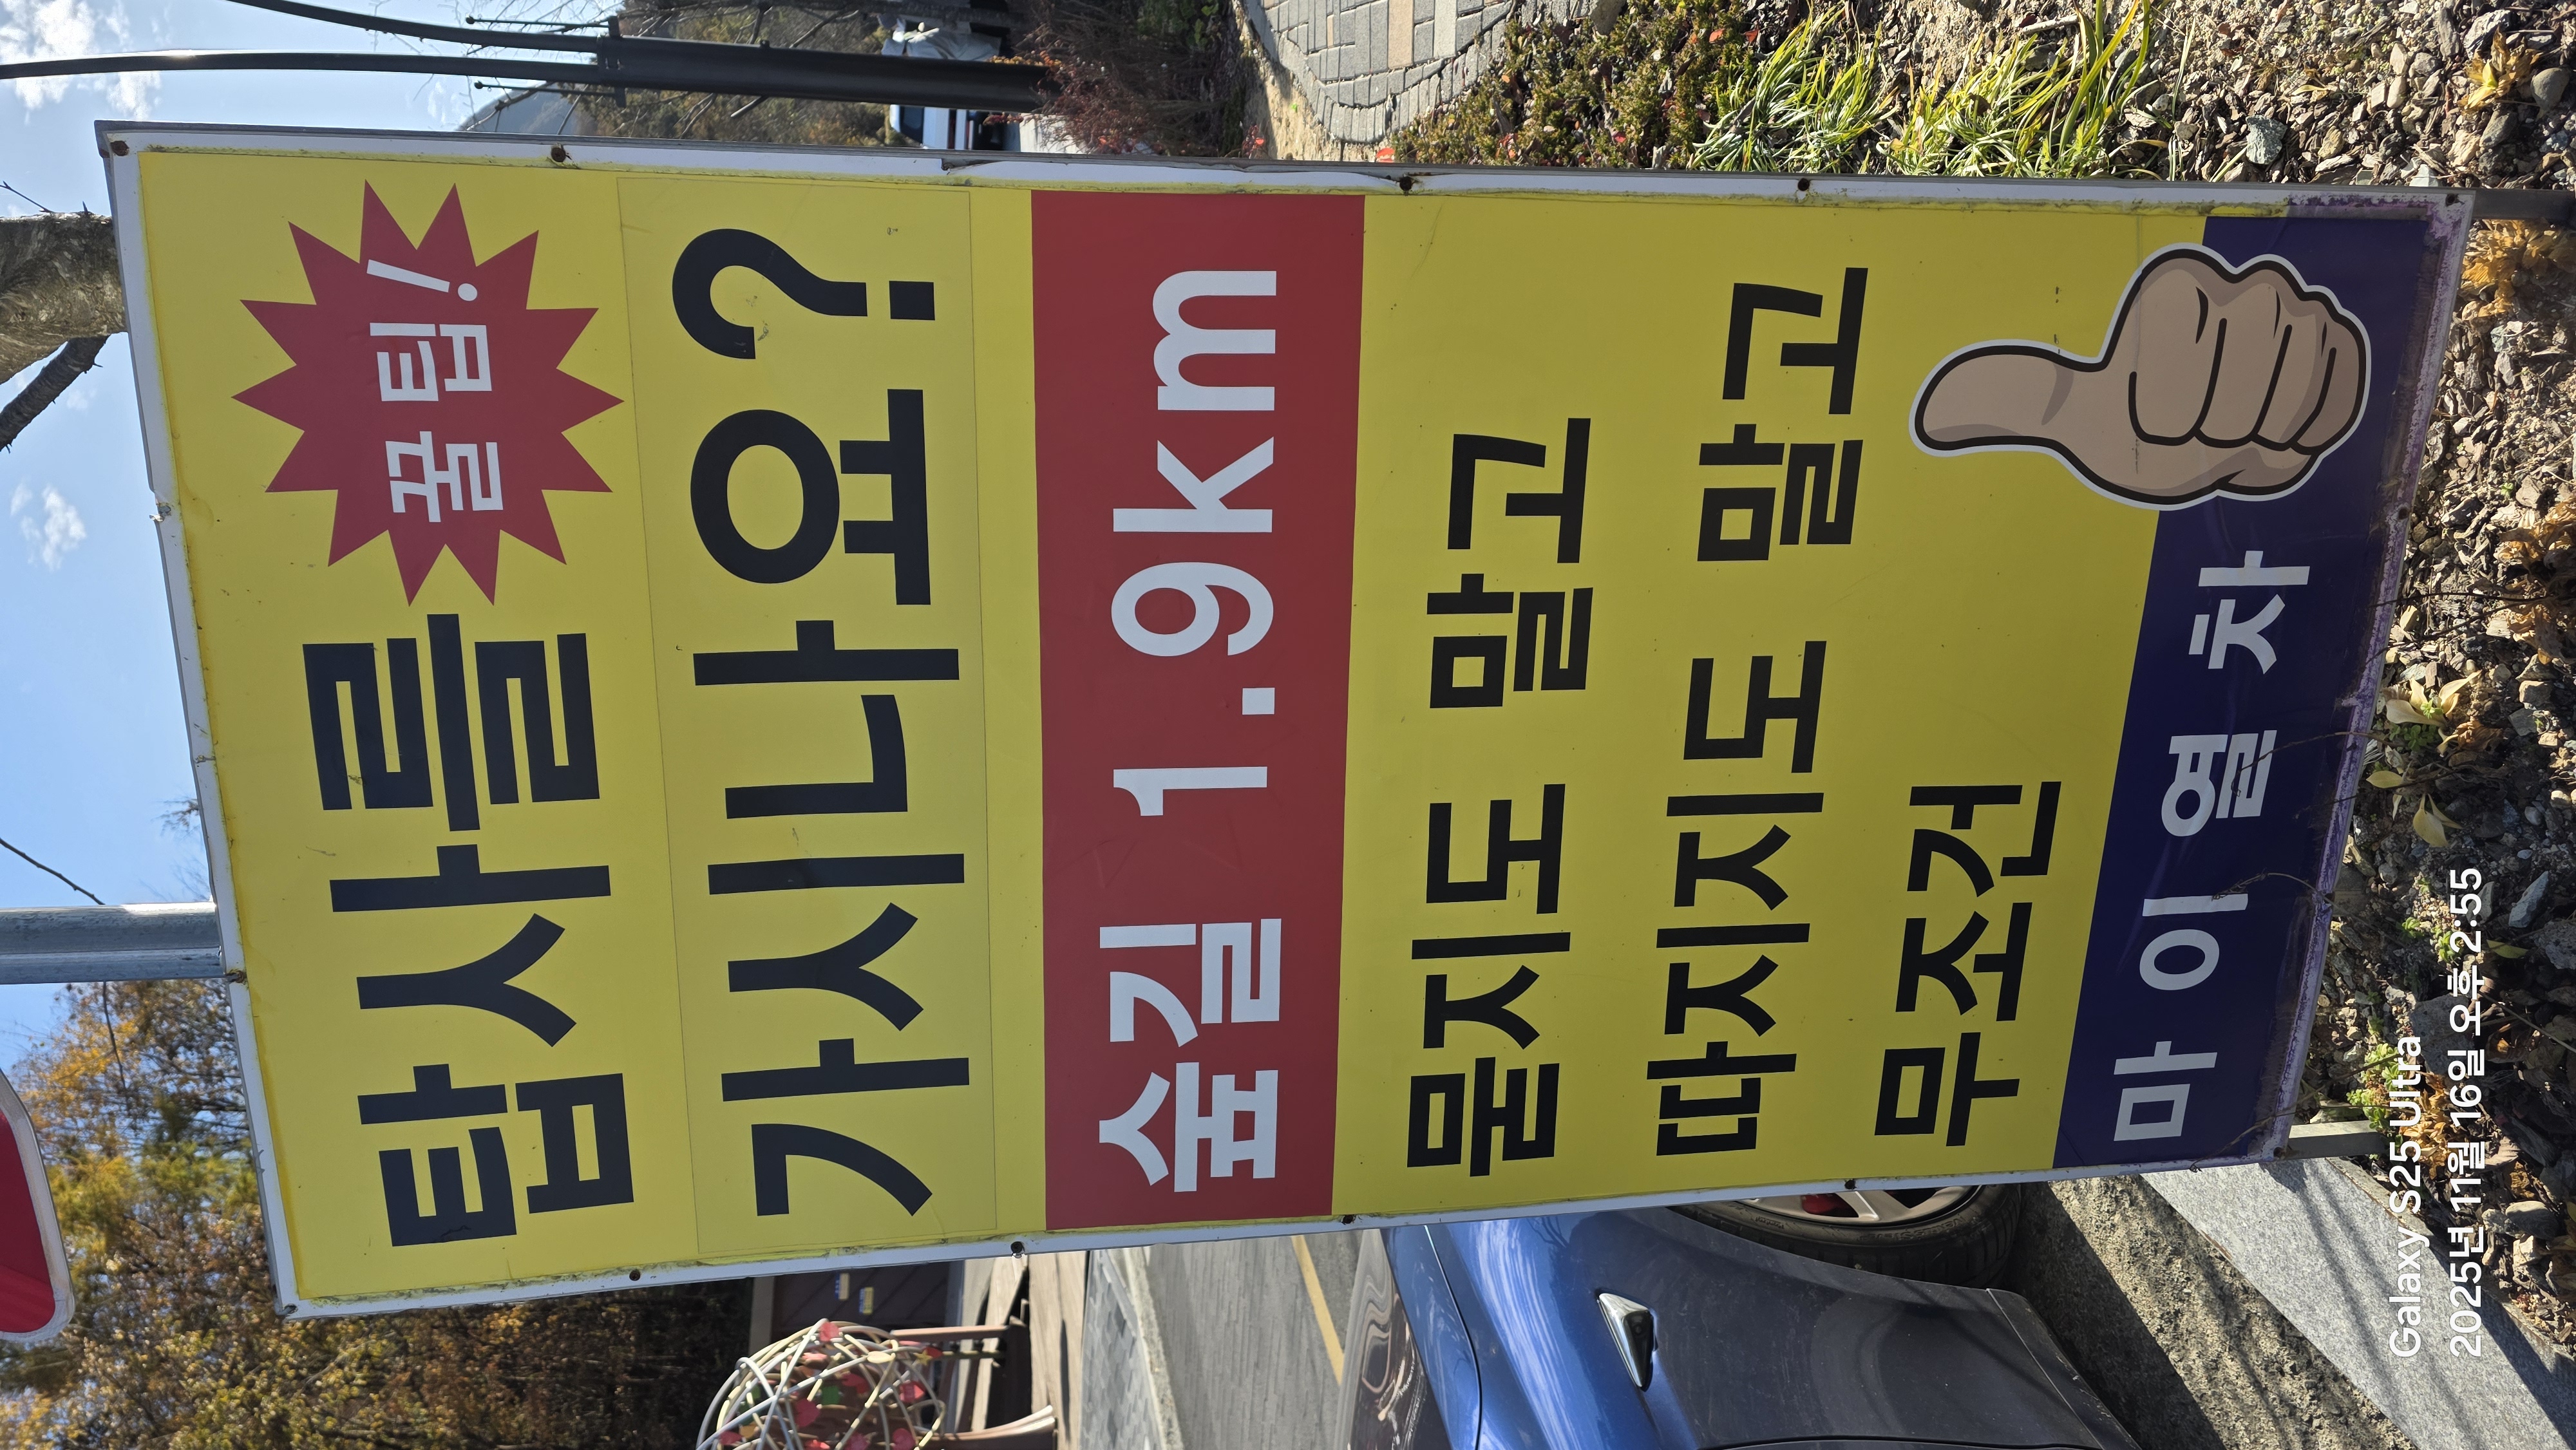 탑사를
꿀팁!
가시나요?
숲길 1.9km
묻지도 말고
따지지도 말고
무조건
마이열차
Galaxy S25 Ultra
2025년 11월 16일 오후 2:55